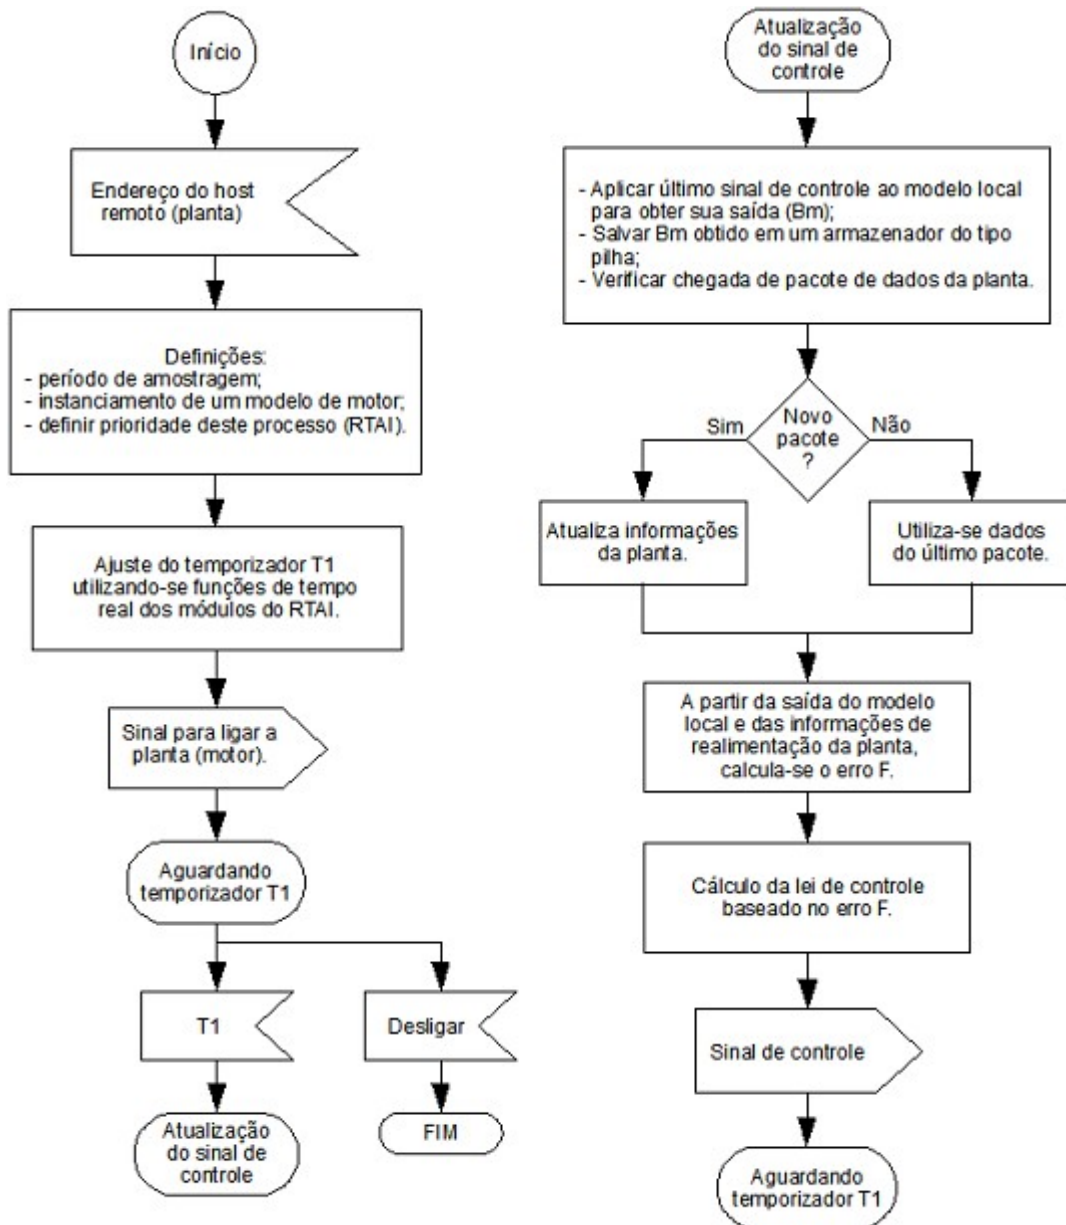 Início
Endereço do host
remoto (planta)
Definições:
- período de amostragem;
- instanciamento de um modelo de motor;
- definir prioridade deste processo (RTAI).
Ajuste do temporizador T1
utilizando-se funções de tempo
real dos módulos do RTAI.
Sinal para ligar a
planta (motor).
Aguardando
temporizador T1
T1
Desligar
Atualização
do sinal de
controle
FIM
Atualização
do sinal de
controle
- Aplicar último sinal de controle ao modelo local
para obter sua saída (Bm);
- Salvar Bm obtido em um armazenador do tipo
pilha;
- Verificar chegada de pacote de dados da planta.
Novo
pacote
?
Sim
Não
Atualiza informações
da planta.
Utiliza-se dados
do último pacote.
A partir da saída do modelo
local e das informações de
realimentação da planta,
calcula-se o erro F.
Cálculo da lei de controle
baseado no erro F.
Sinal de controle
Aguardando
temporizador T1